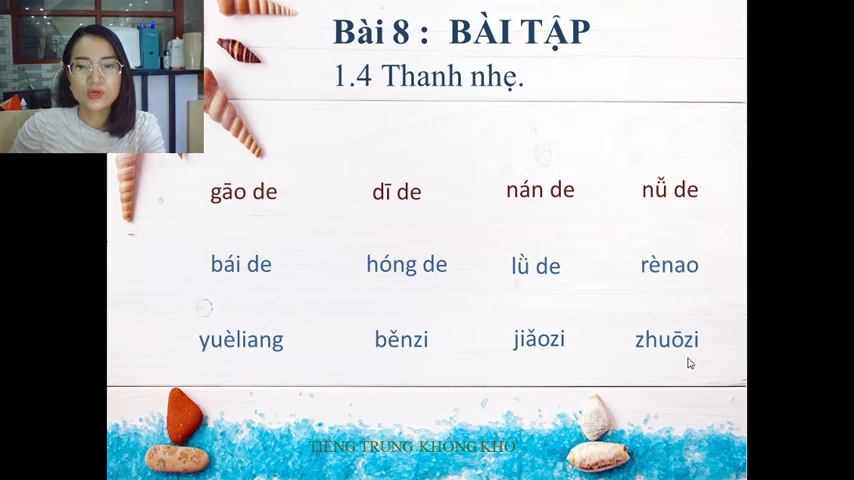 Bài 8 : BÀI TẬP
1.4 Thanh nhẹ.
gāo de dī de nán de nǚ de
bái de hóng de lǜ de rènao
yuèliang běnzi jiǎozi zhuōzi
TIẾNG TRUNG KHÔNG KHÓ